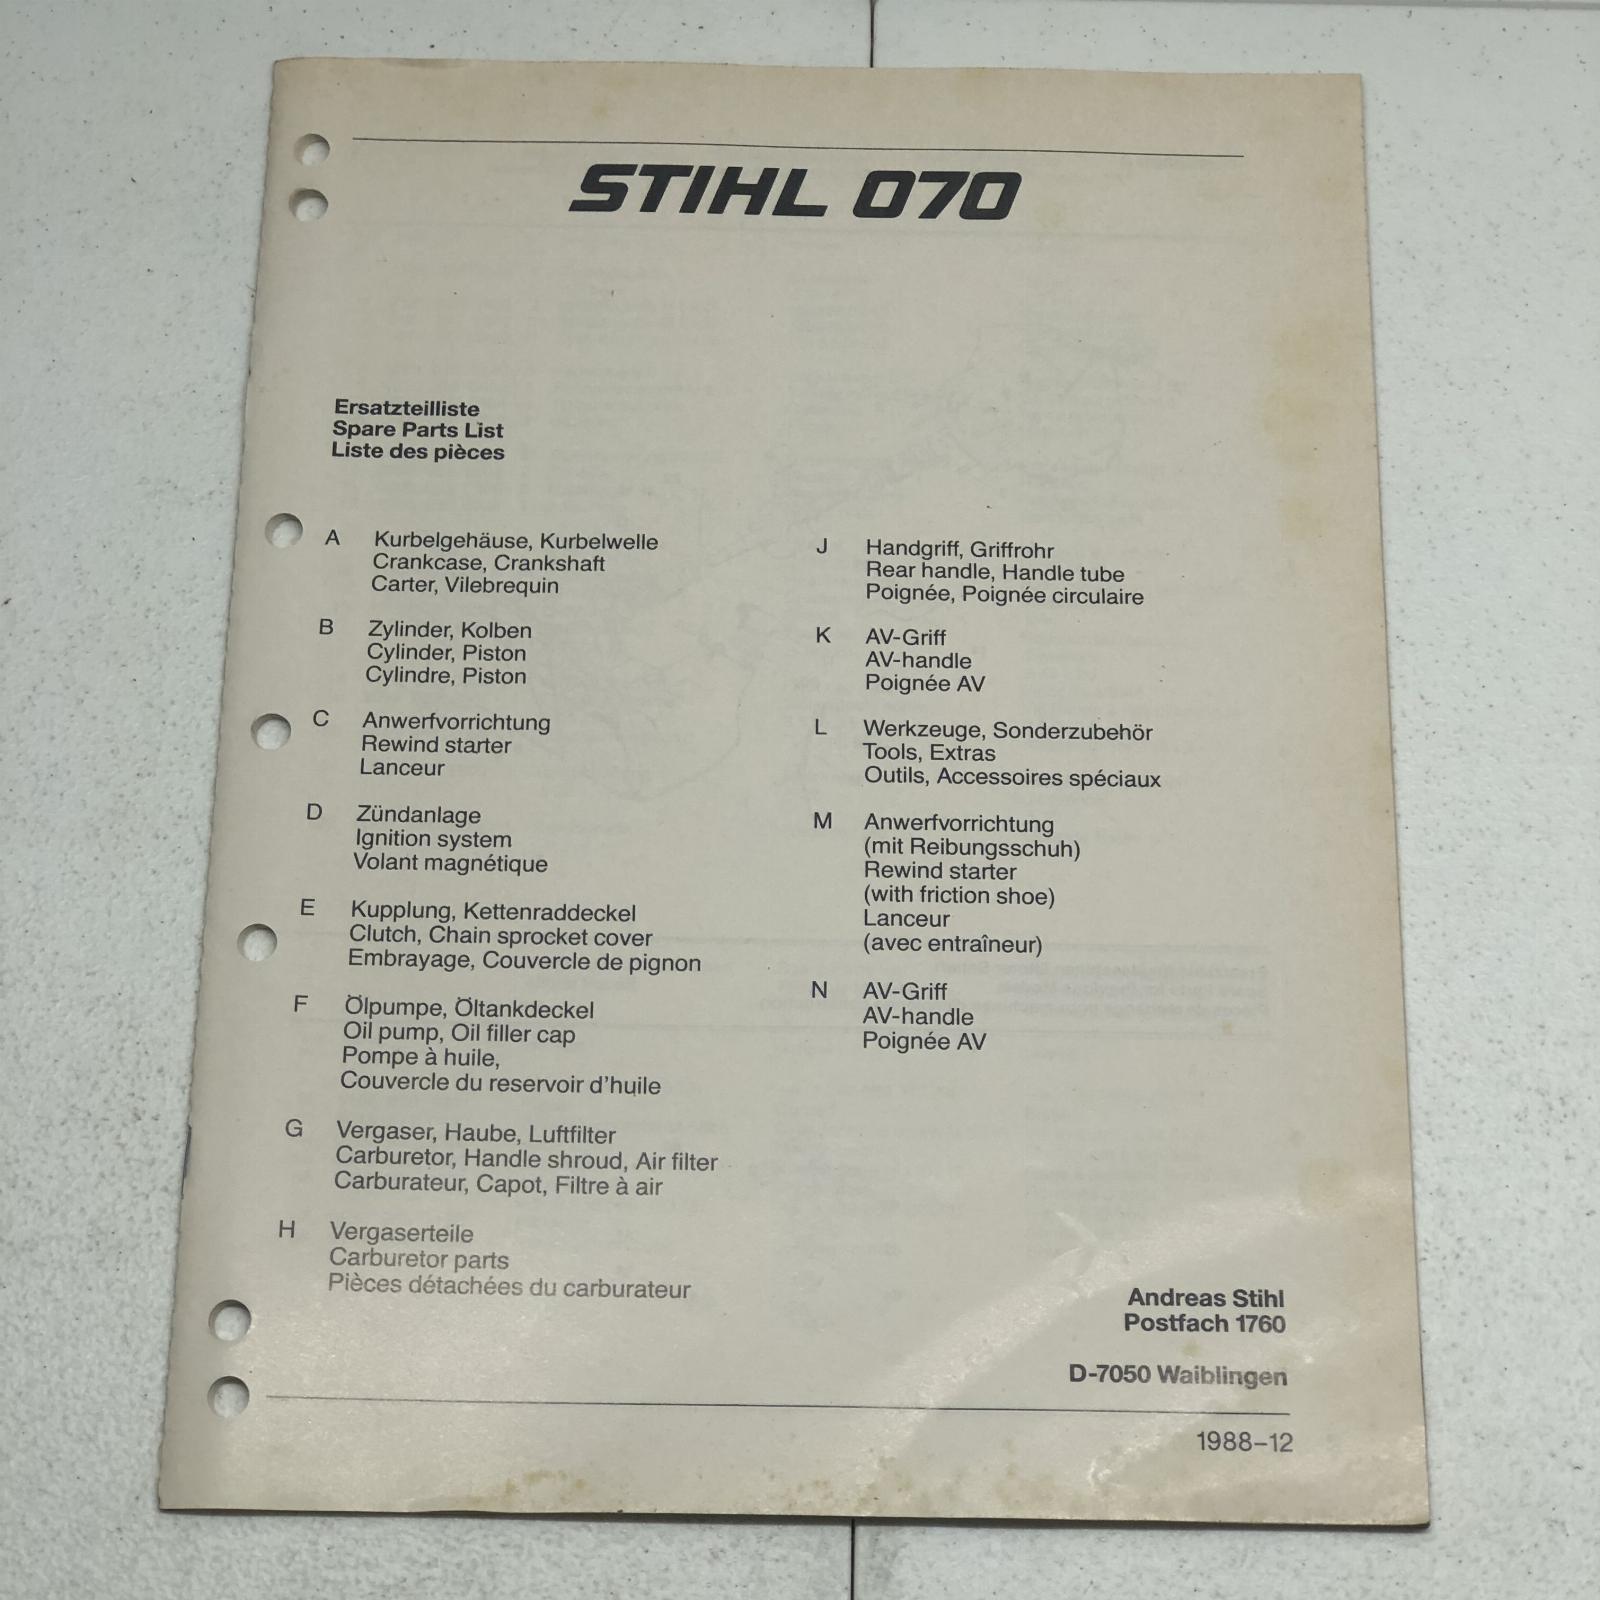 STIHL 070
Ersatzteilliste
Spare Parts List
Liste des pièces
A Kurbelgehäuse, Kurbelwelle
Crankcase, Crankshaft
Carter, Vilebrequin
B Zylinder, Kolben
Cylinder, Piston
Cylindre, Piston
C Anwerfvorrichtung
Rewind starter
Lanceur
D Zündanlage
Ignition system
Volant magnétique
E Kupplung, Kettenraddeckel
Clutch, Chain sprocket cover
Embrayage, Couvercle de pignon
F Ölpumpe, Öltankdeckel
Oil pump, Oil filler cap
Pompe à huile,
Couvercle du reservoir d'huile
G Vergaser, Haube, Luftfilter
Carburetor, Handle shroud, Air filter
Carburateur, Capot, Filtre à air
H Vergaserteile
Carburetor parts
Pièces détachées du carburateur
J Handgriff, Griffrohr
Rear handle, Handle tube
Poignée, Poignée circulaire
K AV-Griff
AV-handle
Poignée AV
L Werkzeuge, Sonderzubehör
Tools, Extras
Outils, Accessoires spéciaux
M Anwerfvorrichtung
(mit Reibungsschuh)
Rewind starter
(with friction shoe)
Lanceur
(avec entraîneur)
N AV-Griff
AV-handle
Poignée AV
Andreas Stihl
Postfach 1760
D-7050 Waiblingen
1988-12